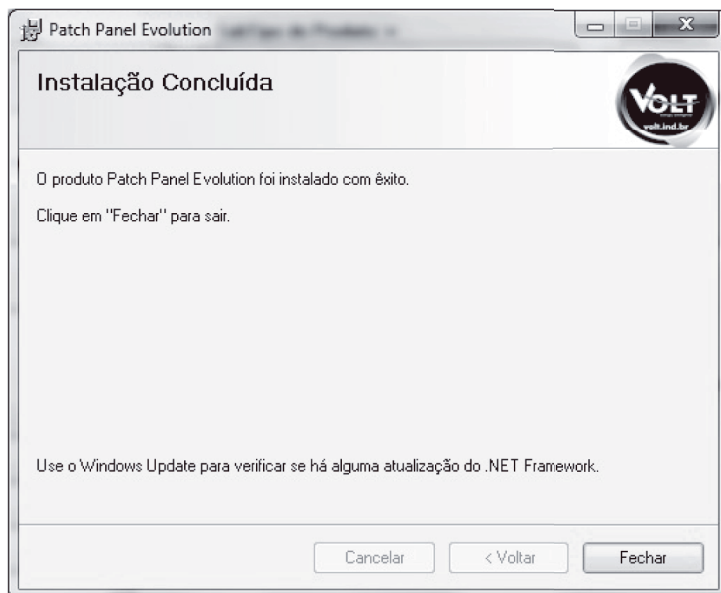 Patch Panel Evolution
Instalação Concluída
VOLT
volt.ind.br
O produto Patch Panel Evolution foi instalado com êxito.
Clique em "Fechar" para sair.
Use o Windows Update para verificar se há alguma atualização do .NET Framework.
Cancelar
< Voltar
Fechar